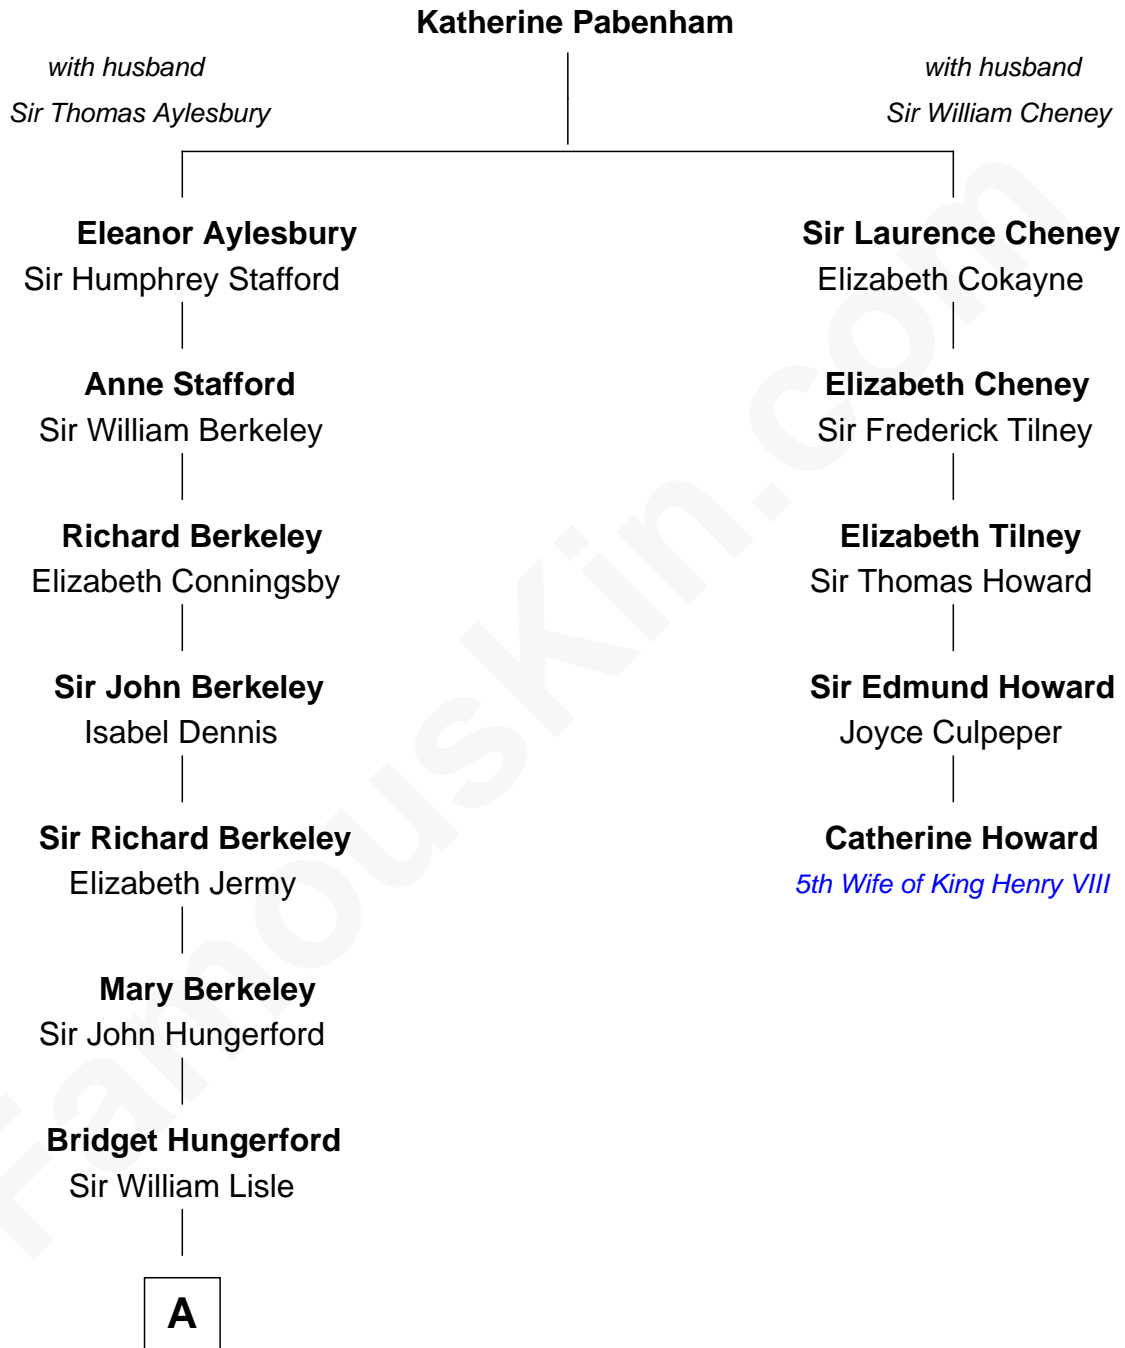 Katherine Pabenham
with husband
Sir Thomas Aylesbury
with husband
Sir William Cheney
Eleanor Aylesbury
Sir Humphrey Stafford
Sir Laurence Cheney
Elizabeth Cokayne
Anne Stafford
Sir William Berkeley
Elizabeth Cheney
Sir Frederick Tilney
Richard Berkeley
Elizabeth Conningsby
Elizabeth Tilney
Sir Thomas Howard
Sir John Berkeley
Isabel Dennis
Sir Edmund Howard
Joyce Culpeper
Sir Richard Berkeley
Elizabeth Jermy
Catherine Howard
5th Wife of King Henry VIII
Mary Berkeley
Sir John Hungerford
Bridget Hungerford
Sir William Lisle
A
FamousKin.com